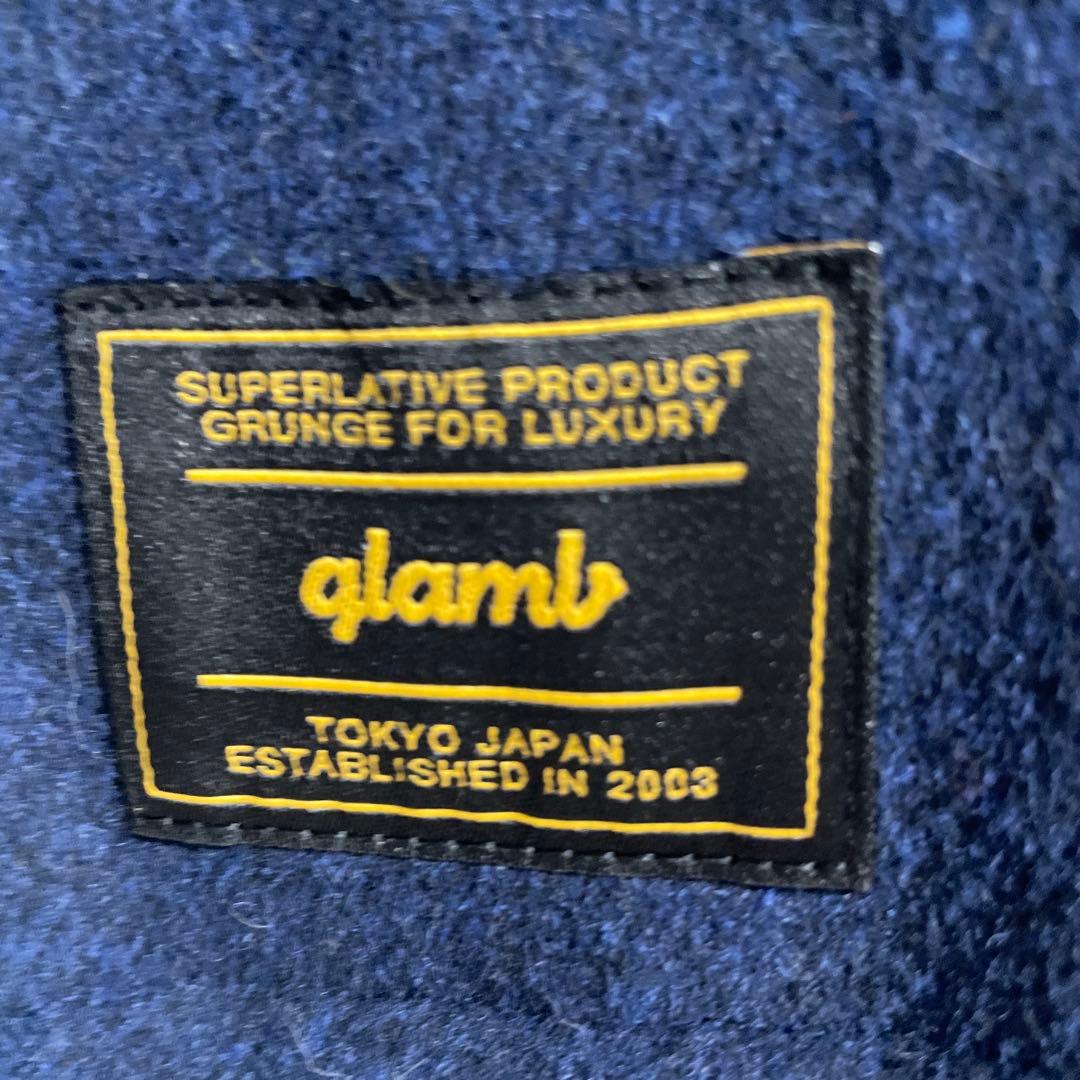 SUPERLATIVE PRODUCT
GRUNGE FOR LUXURY
glamb
TOKYO JAPAN
ESTABLISHED IN 2003